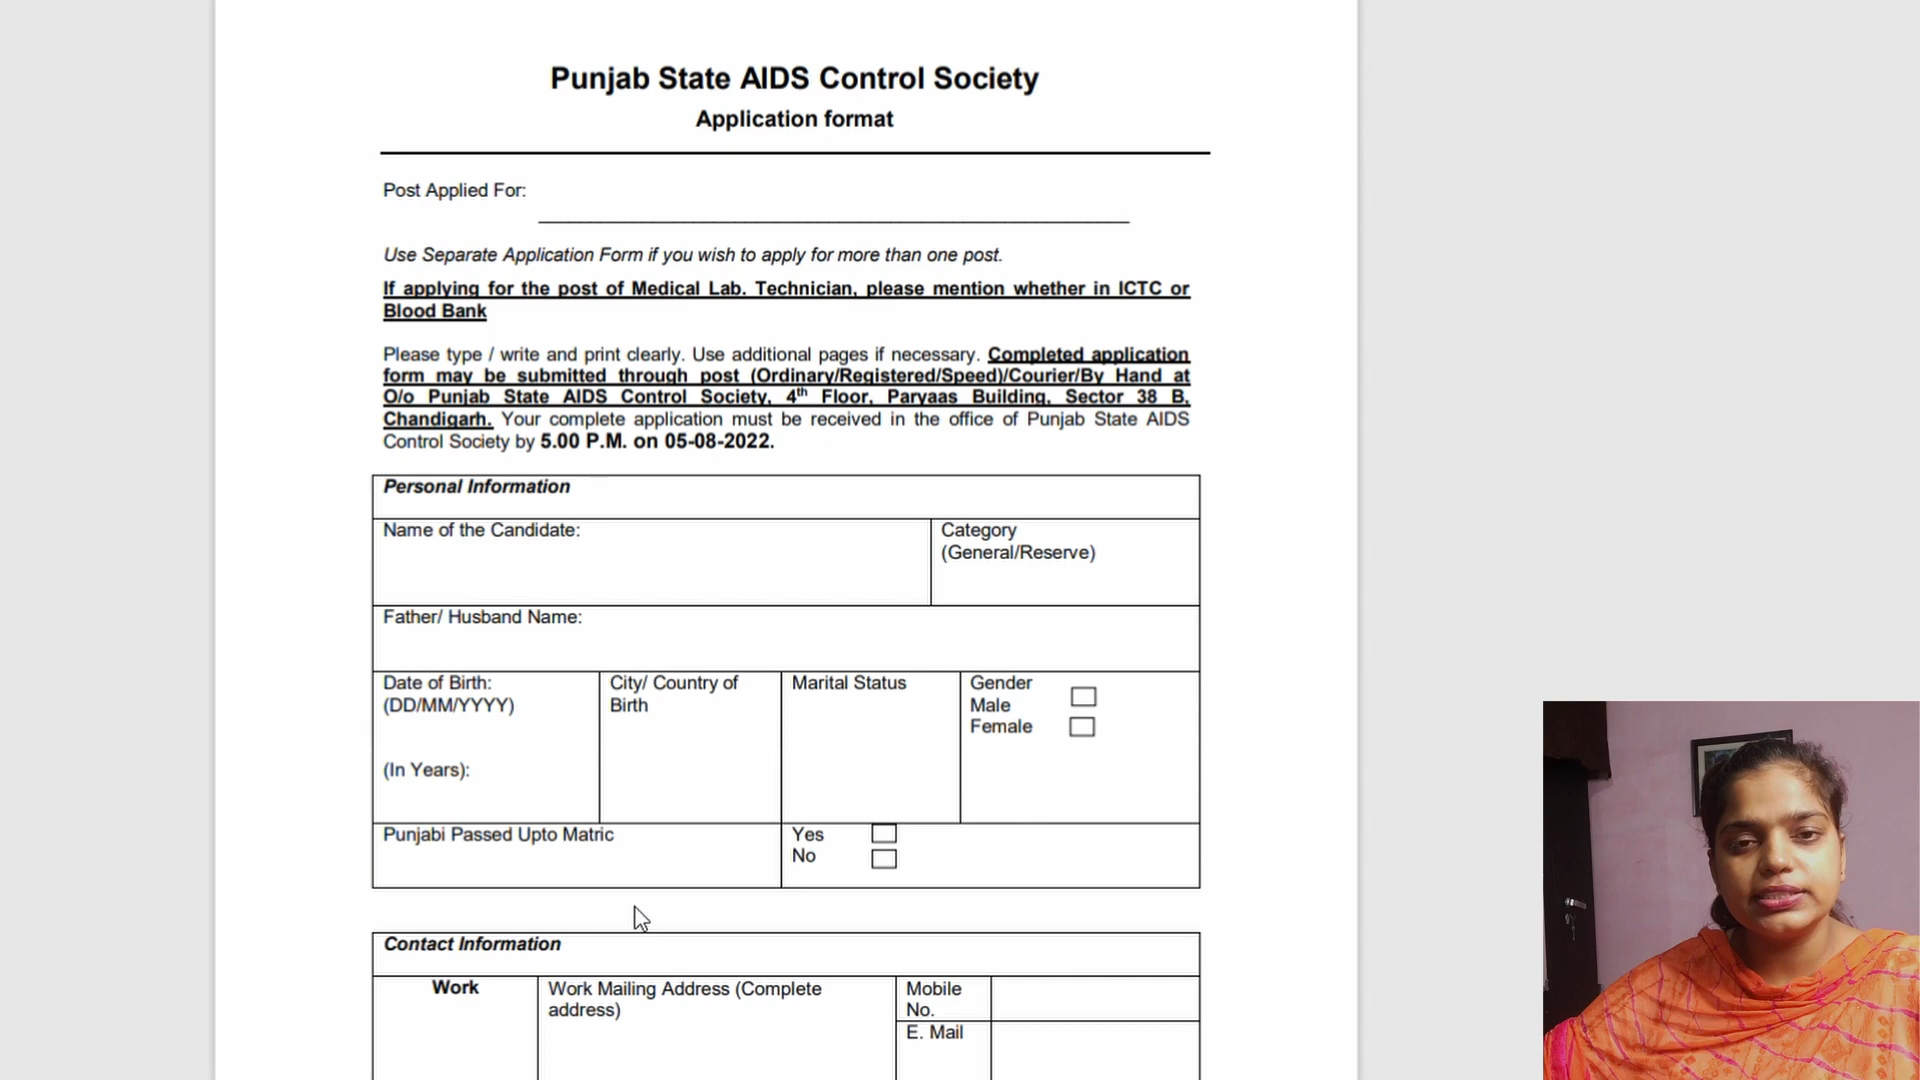 Punjab State AIDS Control Society
Application format
Post Applied For:
Use Separate Application Form if you wish to apply for more than one post.
If applying for the post of Medical Lab. Technician, please mention whether in ICTC or
Blood Bank
Please type / write and print clearly. Use additional pages if necessary. Completed application
form may be submitted through post (Ordinary/Registered/Speed)/Courier/By Hand at
O/o Punjab State AIDS Control Society, 4th Floor, Paryaas Building, Sector 38 B,
Chandigarh. Your complete application must be received in the office of Punjab State AIDS
Control Society by 5.00 P.M. on 05-08-2022.
Personal Information
Name of the Candidate:
Category
(General/Reserve)
Father/ Husband Name:
Date of Birth:
(DD/MM/YYYY)
(In Years):
City/ Country of
Birth
Marital Status
Gender
Male
Female
Punjabi Passed Upto Matric
Yes
No
Contact Information
Work
Work Mailing Address (Complete
address)
Mobile
No.
E. Mail